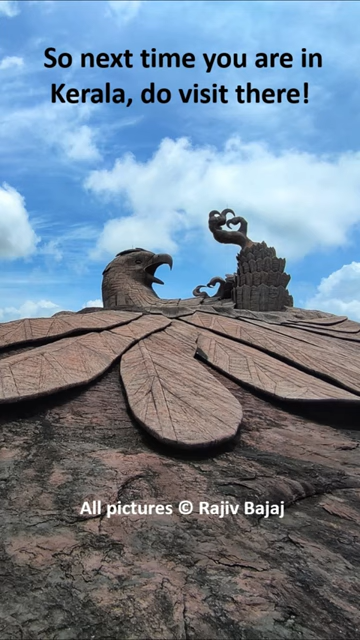 So next time you are in
Kerala, do visit there!
All pictures © Rajiv Bajaj